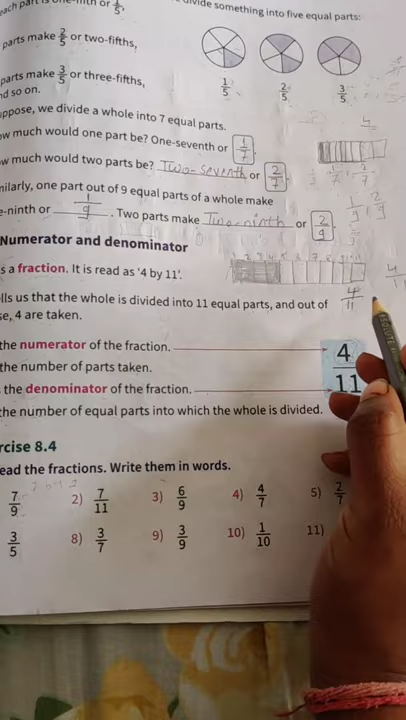 each part is one-fifth or 1/5,
divide something into five equal parts:
parts make 2/5 or two-fifths,
parts make 3/5 or three-fifths,
nd so on.
1/5 2/5 3/5
ppose, we divide a whole into 7 equal parts.
ow much would one part be? One-seventh or 1/7.
w much would two parts be? Two-seventh or 2/7.
nilarly, one part out of 9 equal parts of a whole make
e-ninth or 1/9. Two parts make Two-ninth or 2/9.
Numerator and denominator
s a fraction. It is read as '4 by 11'.
lls us that the whole is divided into 11 equal parts, and out of
se, 4 are taken.
4/11
the numerator of the fraction.
the number of parts taken.
4/11
the denominator of the fraction.
the number of equal parts into which the whole is divided.
rcise 8.4
ead the fractions. Write them in words.
7/9 2) 7/11 3) 6/9 4) 4/7 5) 2/7
3/5 8) 3/7 9) 3/9 10) 1/10 11)